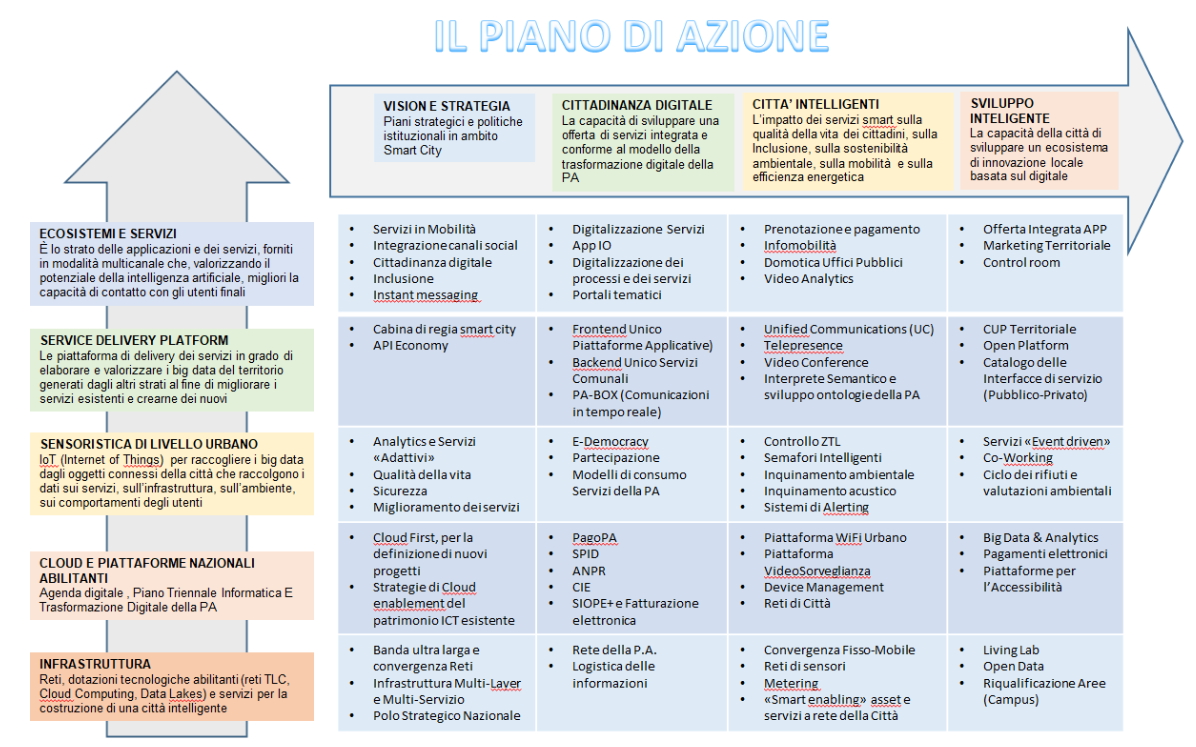 IL PIANO DI AZIONE
VISION E STRATEGIA
Piani strategici e politiche
istituzionali in ambito
Smart City
CITTADINANZA DIGITALE
La capacità di sviluppare una
offerta di servizi integrata e
conforme al modello della
trasformazione digitale della
PA
CITTA' INTELLIGENTI
L'impatto dei servizi smart sulla
qualità della vita dei cittadini, sulla
Inclusione, sulla sostenibilità
ambientale, sulla mobilità e sulla
efficienza energetica
SVILUPPO
INTELIGENTE
La capacità della città di
sviluppare un ecosistema
di innovazione locale
basata sul digitale
ECOSISTEMI E SERVIZI
È lo strato delle applicazioni e dei servizi, forniti
in modalità multicanale che, valorizzando il
potenziale della intelligenza artificiale, migliori la
capacità di contatto con gli utenti finali
• Servizi in Mobilità
• Integrazione canali social
• Cittadinanza digitale
• Inclusione
• Instant messaging
• Digitalizzazione Servizi
• App IO
• Digitalizzazione dei
processi e dei servizi
• Portali tematici
• Prenotazione e pagamento
• Infomobilità
• Domotica Uffici Pubblici
• Video Analytics
• Offerta Integrata APP
• Marketing Territoriale
• Control room
SERVICE DELIVERY PLATFORM
Le piattaforma di delivery dei servizi in grado di
elaborare e valorizzare i big data del territorio
generati dagli altri strati al fine di migliorare i
servizi esistenti e crearne dei nuovi
• Cabina di regia smart city
• API Economy
• Frontend Unico
Piattaforme Applicative)
• Backend Unico Servizi
Comunali
• PA-BOX (Comunicazioni
in tempo reale)
• Unified Communications (UC)
• Telepresence
• Video Conference
• Interprete Semantico e
sviluppo ontologie della PA
• CUP Territoriale
• Open Platform
• Catalogo delle
Interfacce di servizio
(Pubblico-Privato)
SENSORISTICA DI LIVELLO URBANO
IoT (Internet of Things) per raccogliere i big data
dagli oggetti connessi della città che raccolgono i
dati sui servizi, sull'infrastruttura, sull'ambiente,
sui comportamenti degli utenti
• Analytics e Servizi
«Adattivi»
• Qualità della vita
• Sicurezza
• Miglioramento dei servizi
• E-Democracy
• Partecipazione
• Modelli di consumo
Servizi della PA
• Controllo ZTL
• Semafori Intelligenti
• Inquinamento ambientale
• Inquinamento acustico
• Sistemi di Alerting
• Servizi «Event driven»
• Co-Working
• Ciclo dei rifiuti e
valutazioni ambientali
CLOUD E PIATTAFORME NAZIONALI
ABILITANTI
Agenda digitale , Piano Triennale Informatica E
Trasformazione Digitale della PA
• Cloud First, per la
definizione di nuovi
progetti
• Strategie di Cloud
enablement del
patrimonio ICT esistente
• PagoPA
• SPID
• ANPR
• CIE
• SIOPE+ e Fatturazione
elettronica
• Piattaforma WiFi Urbano
• Piattaforma
VideoSorveglianza
• Device Management
• Reti di Città
• Big Data & Analytics
• Pagamenti elettronici
• Piattaforme per
l'Accessibilità
INFRASTRUTTURA
Reti, dotazioni tecnologiche abilitanti (reti TLC,
Cloud Computing, Data Lakes) e servizi per la
costruzione di una città intelligente
• Banda ultra larga e
convergenza Reti
• Infrastruttura Multi-Layer
e Multi-Servizio
• Polo Strategico Nazionale
• Rete della P.A.
• Logistica delle
informazioni
• Convergenza Fisso-Mobile
• Reti di sensori
• Metering
• «Smart enabling» asset e
servizi a rete della Città
• Living Lab
• Open Data
• Riqualificazione Aree
(Campus)